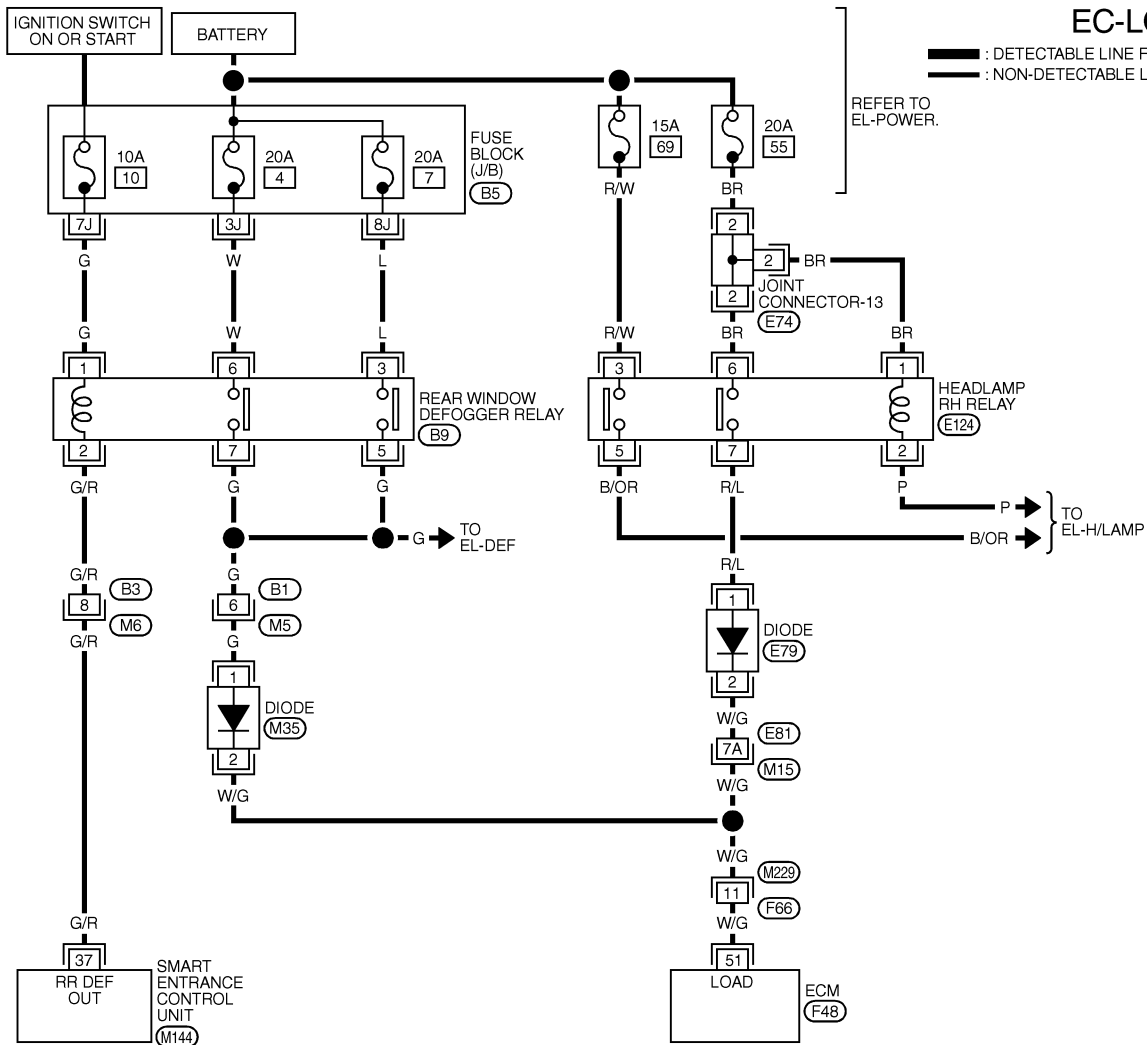 EC-LO
IGNITION SWITCH
ON OR START
BATTERY
: DETECTABLE LINE F
: NON-DETECTABLE L
REFER TO
EL-POWER.
10A
10
20A
4
20A
7
FUSE
BLOCK
(J/B)
B5
15A
69
20A
55
7J
3J
8J
R/W
BR
G
W
L
2
2
BR
2
JOINT
CONNECTOR-13
E74
G
W
L
R/W
BR
BR
1
6
3
3
6
1
REAR WINDOW
DEFOGGER RELAY
B9
HEADLAMP
RH RELAY
E124
2
7
5
5
7
2
G/R
G
G
B/OR
R/L
P
P
B/OR
TO
EL-H/LAMP
G
TO
EL-DEF
G/R
G
R/L
8
B3
M6
6
B1
M5
1
G/R
G
DIODE
E79
1
2
DIODE
M35
W/G
2
7A
E81
M15
W/G
W/G
W/G
11
M229
F66
G/R
W/G
37
51
RR DEF
OUT
SMART
ENTRANCE
CONTROL
UNIT
M144
LOAD
ECM
F48